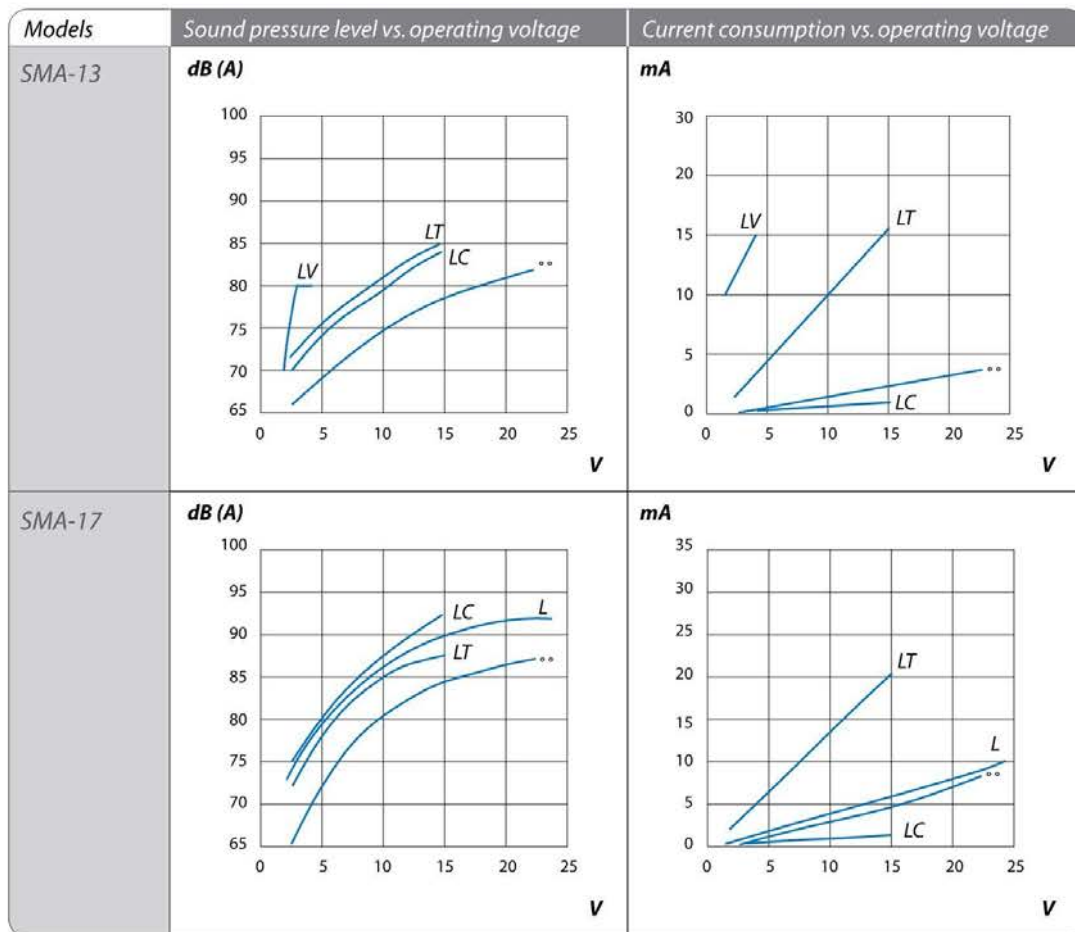 Models
Sound pressure level vs. operating voltage
Current consumption vs. operating voltage
SMA-13
dB (A)
100
95
90
85
80
75
70
65
0 5 10 15 20 25
V
LV
LT
LC
°°
mA
30
20
15
10
5
0
0 5 10 15 20 25
V
LV
LT
°°
LC
SMA-17
dB (A)
100
95
90
85
80
75
70
65
0 5 10 15 20 25
V
LC
L
LT
°°
mA
35
30
25
20
15
10
5
0
0 5 10 15 20 25
V
LT
L
°°
LC